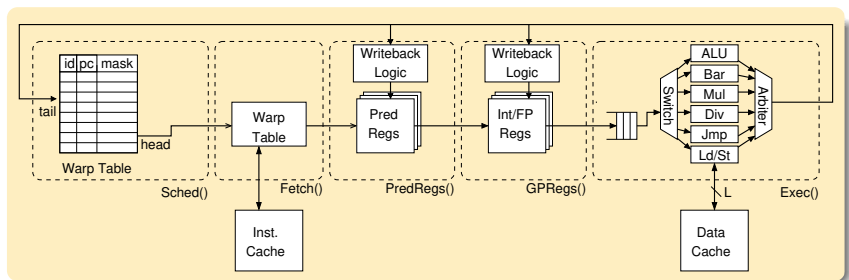 id pc mask
tail
head
Warp Table
Sched()
Warp
Table
Fetch()
Inst.
Cache
Writeback
Logic
Pred
Regs
PredRegs()
Writeback
Logic
Int/FP
Regs
GPRegs()
Switch
ALU
Bar
Mul
Div
Jmp
Ld/St
Arbiter
L
Exec()
Data
Cache